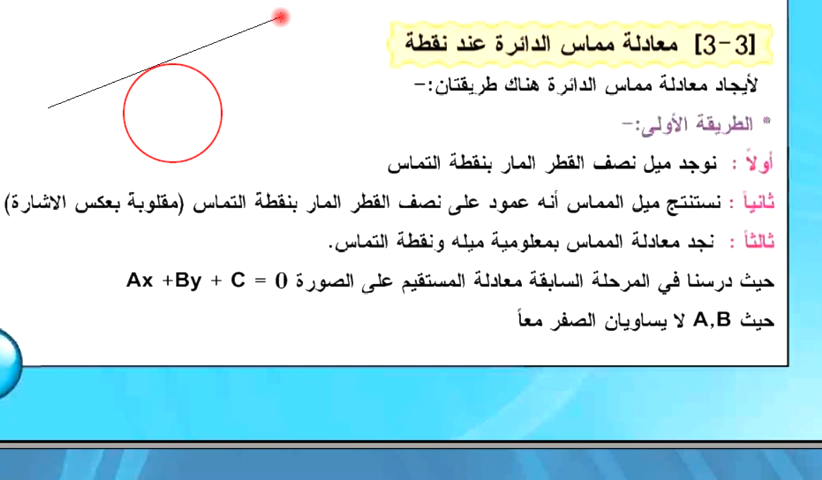 [3-3] معادلة مماس الدائرة عند نقطة
لأيجاد معادلة مماس الدائرة هناك طريقتان:-
* الطريقة الأولى:-
أولاً : نوجد ميل نصف القطر المار بنقطة التماس
ثانياً : نستنتج ميل المماس أنه عمود على نصف القطر المار بنقطة التماس (مقلوبة بعكس الاشارة)
ثالثاً : نجد معادلة المماس بمعلومية ميله ونقطة التماس.
حيث درسنا في المرحلة السابقة معادلة المستقيم على الصورة Ax +By + C = 0
حيث A,B لا يساويان الصفر معاً